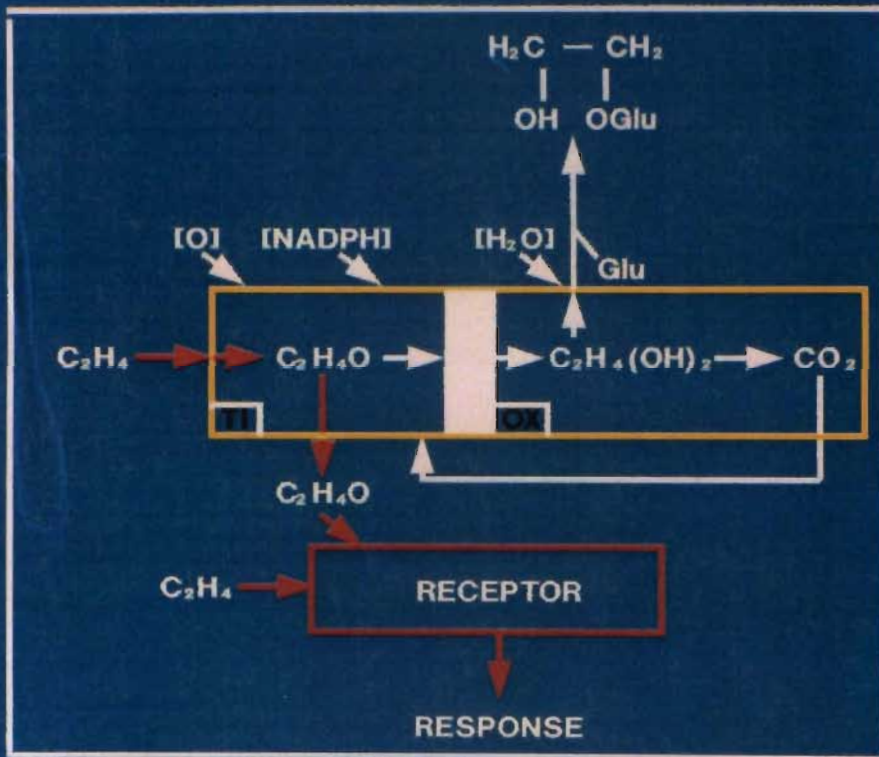 H₂C — CH₂
OH OGlu
[O] [NADPH] [H₂O] Glu
C₂H₄ C₂H₄O C₂H₄(OH)₂ CO₂
TI OX
C₂H₄O
C₂H₄ RECEPTOR
RESPONSE